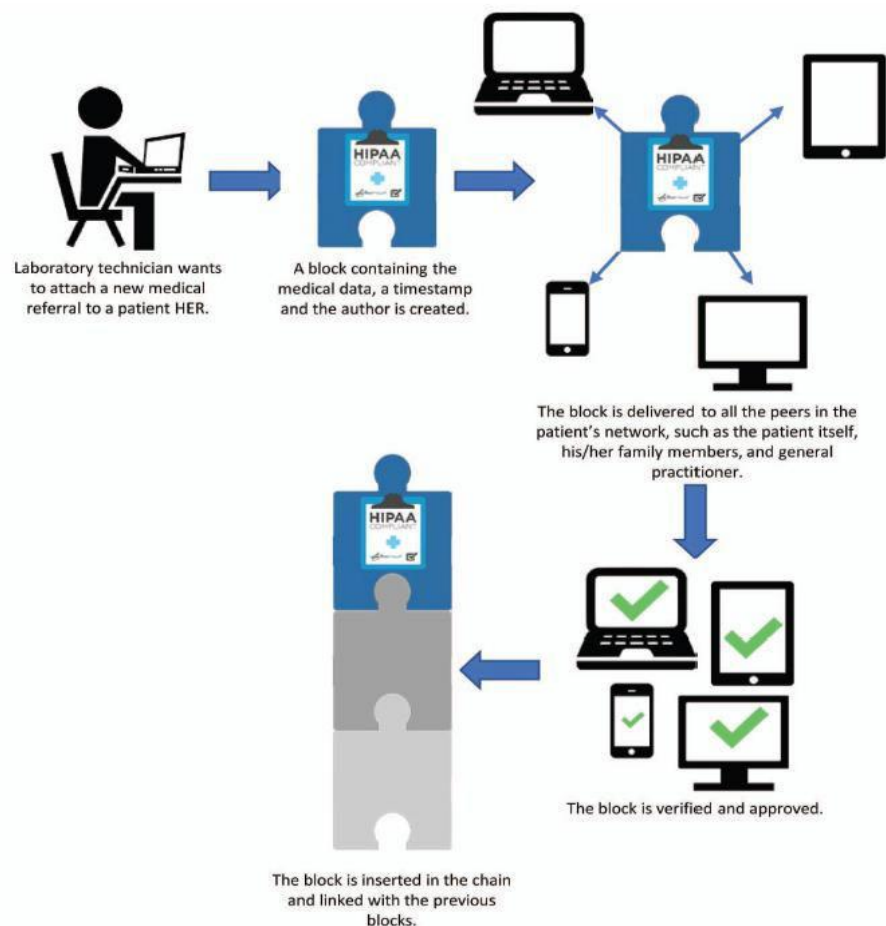 Laboratory technician wants
to attach a new medical
referral to a patient HER.
HIPAA
COMPLIANT
A block containing the
medical data, a timestamp
and the author is created.
HIPAA
COMPLIANT
The block is delivered to all the peers in the
patient's network, such as the patient itself,
his/her family members, and general
practitioner.
The block is verified and approved.
HIPAA
COMPLIANT
The block is inserted in the chain
and linked with the previous
blocks.